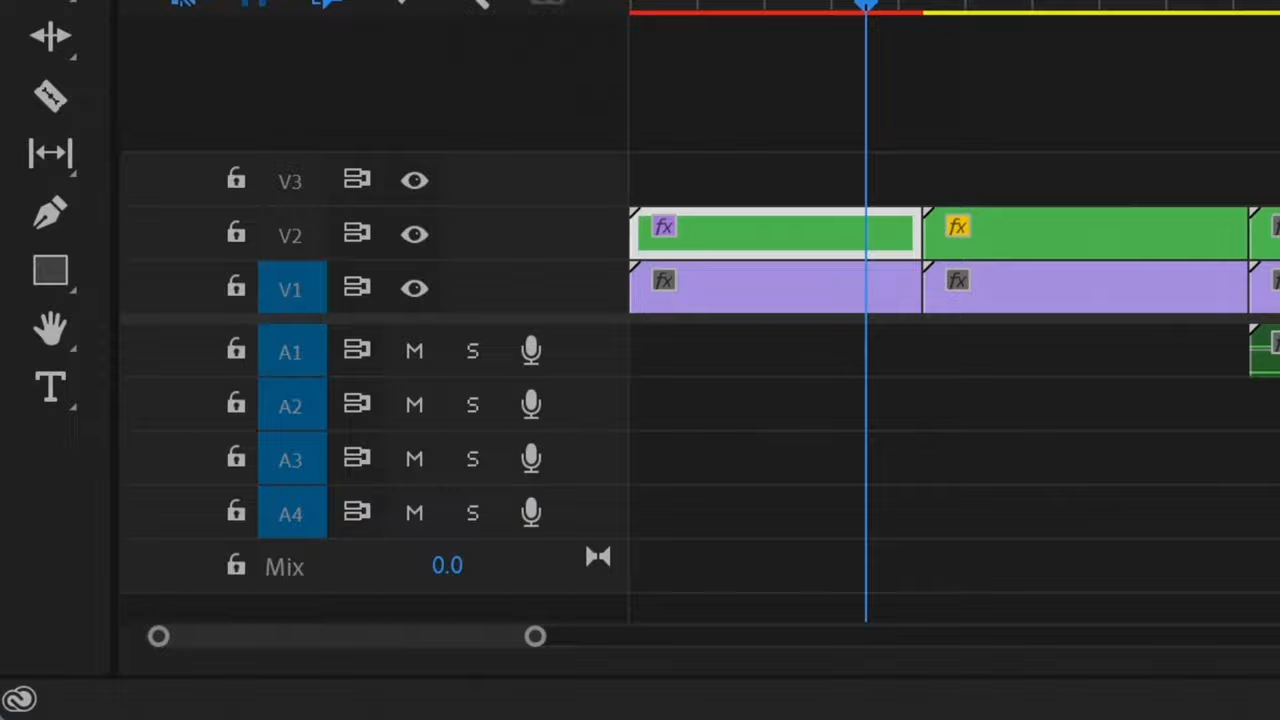 V3
V2 fx fx
V1 fx fx
A1 M S
A2 M S
A3 M S
A4 M S
Mix 0.0
T